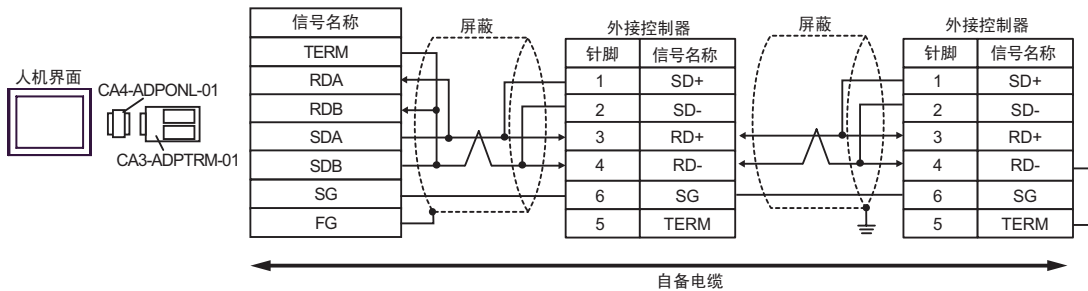 人机界面
CA4-ADPONL-01
CA3-ADPTRM-01
信号名称
TERM
RDA
RDB
SDA
SDB
SG
FG
屏蔽
外接控制器
针脚 信号名称
1 SD+
2 SD-
3 RD+
4 RD-
6 SG
5 TERM
屏蔽
外接控制器
针脚 信号名称
1 SD+
2 SD-
3 RD+
4 RD-
6 SG
5 TERM
自备电缆